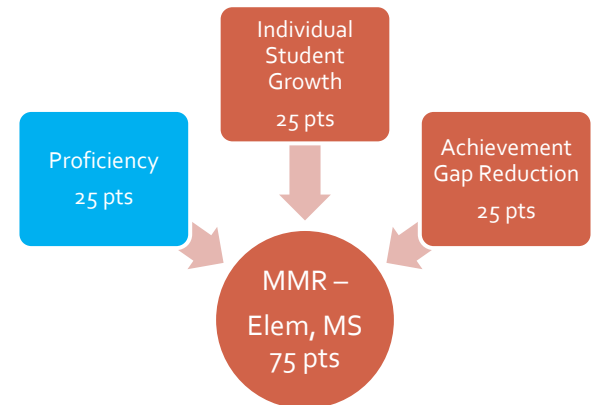 Individual
Student
Growth
25 pts
Proficiency
25 pts
Achievement
Gap Reduction
25 pts
MMR –
Elem, MS
75 pts